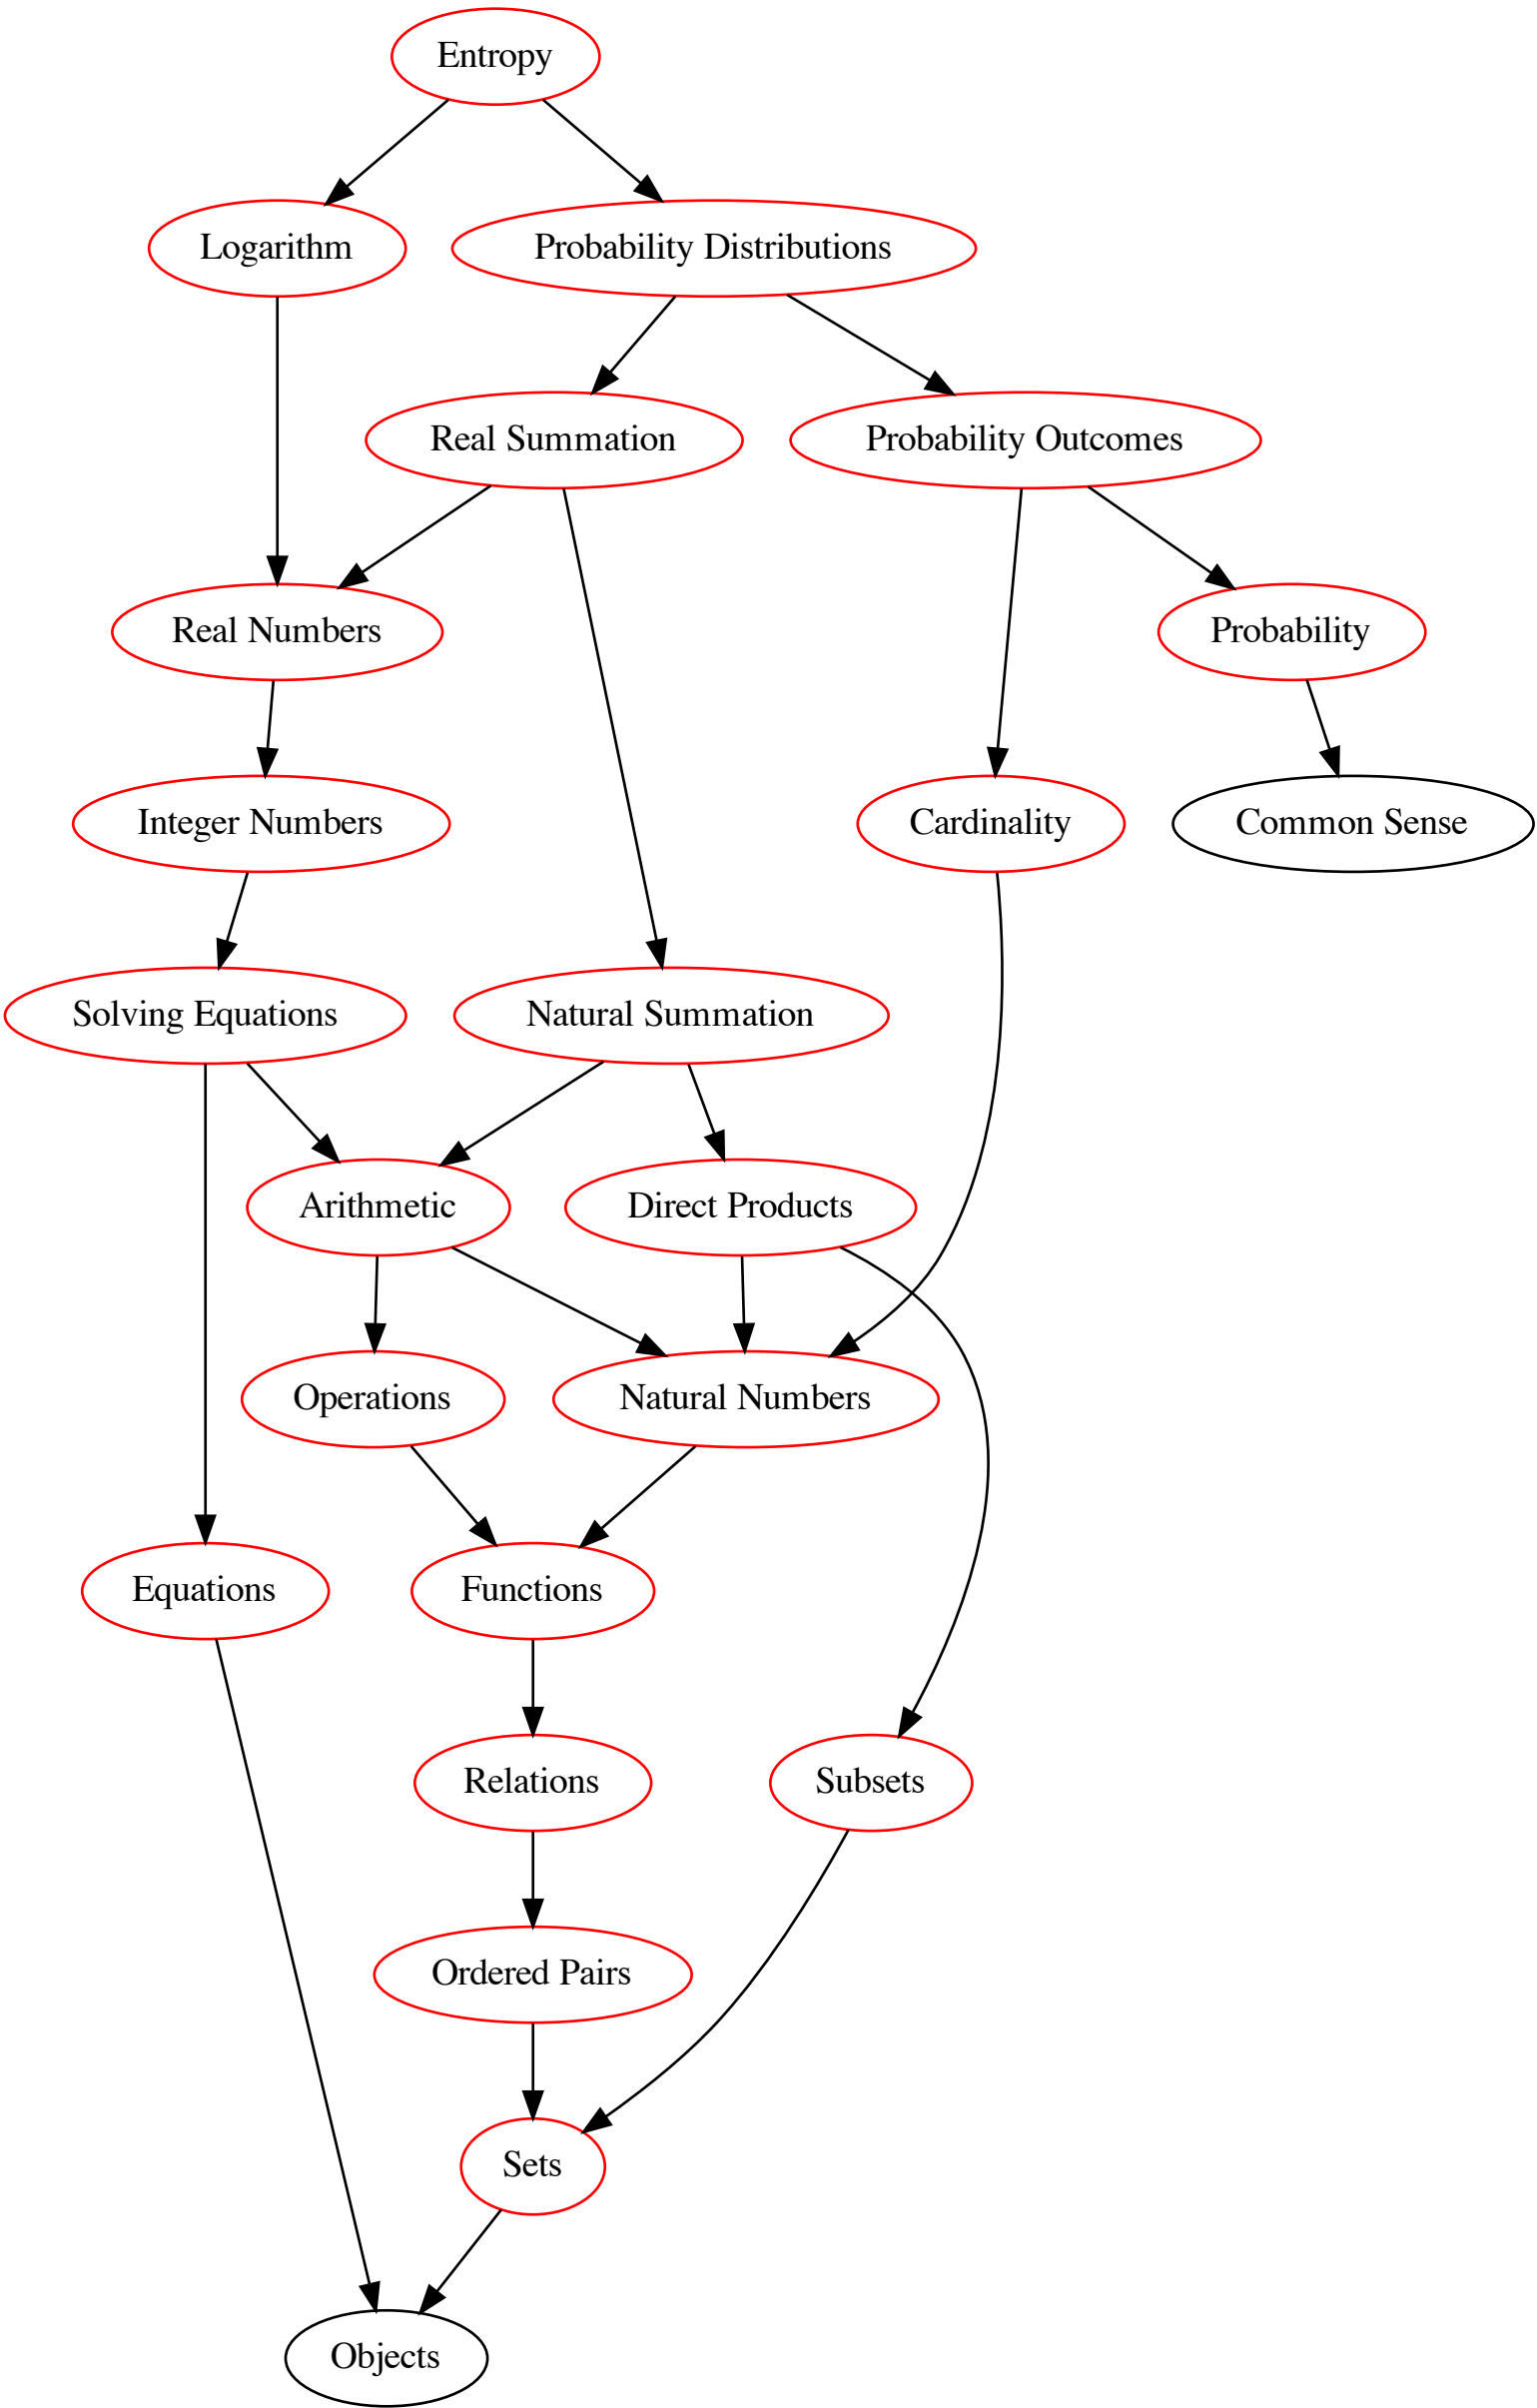 Entropy
Logarithm
Probability Distributions
Real Summation
Probability Outcomes
Real Numbers
Probability
Integer Numbers
Cardinality
Common Sense
Solving Equations
Natural Summation
Arithmetic
Direct Products
Operations
Natural Numbers
Equations
Functions
Relations
Subsets
Ordered Pairs
Sets
Objects